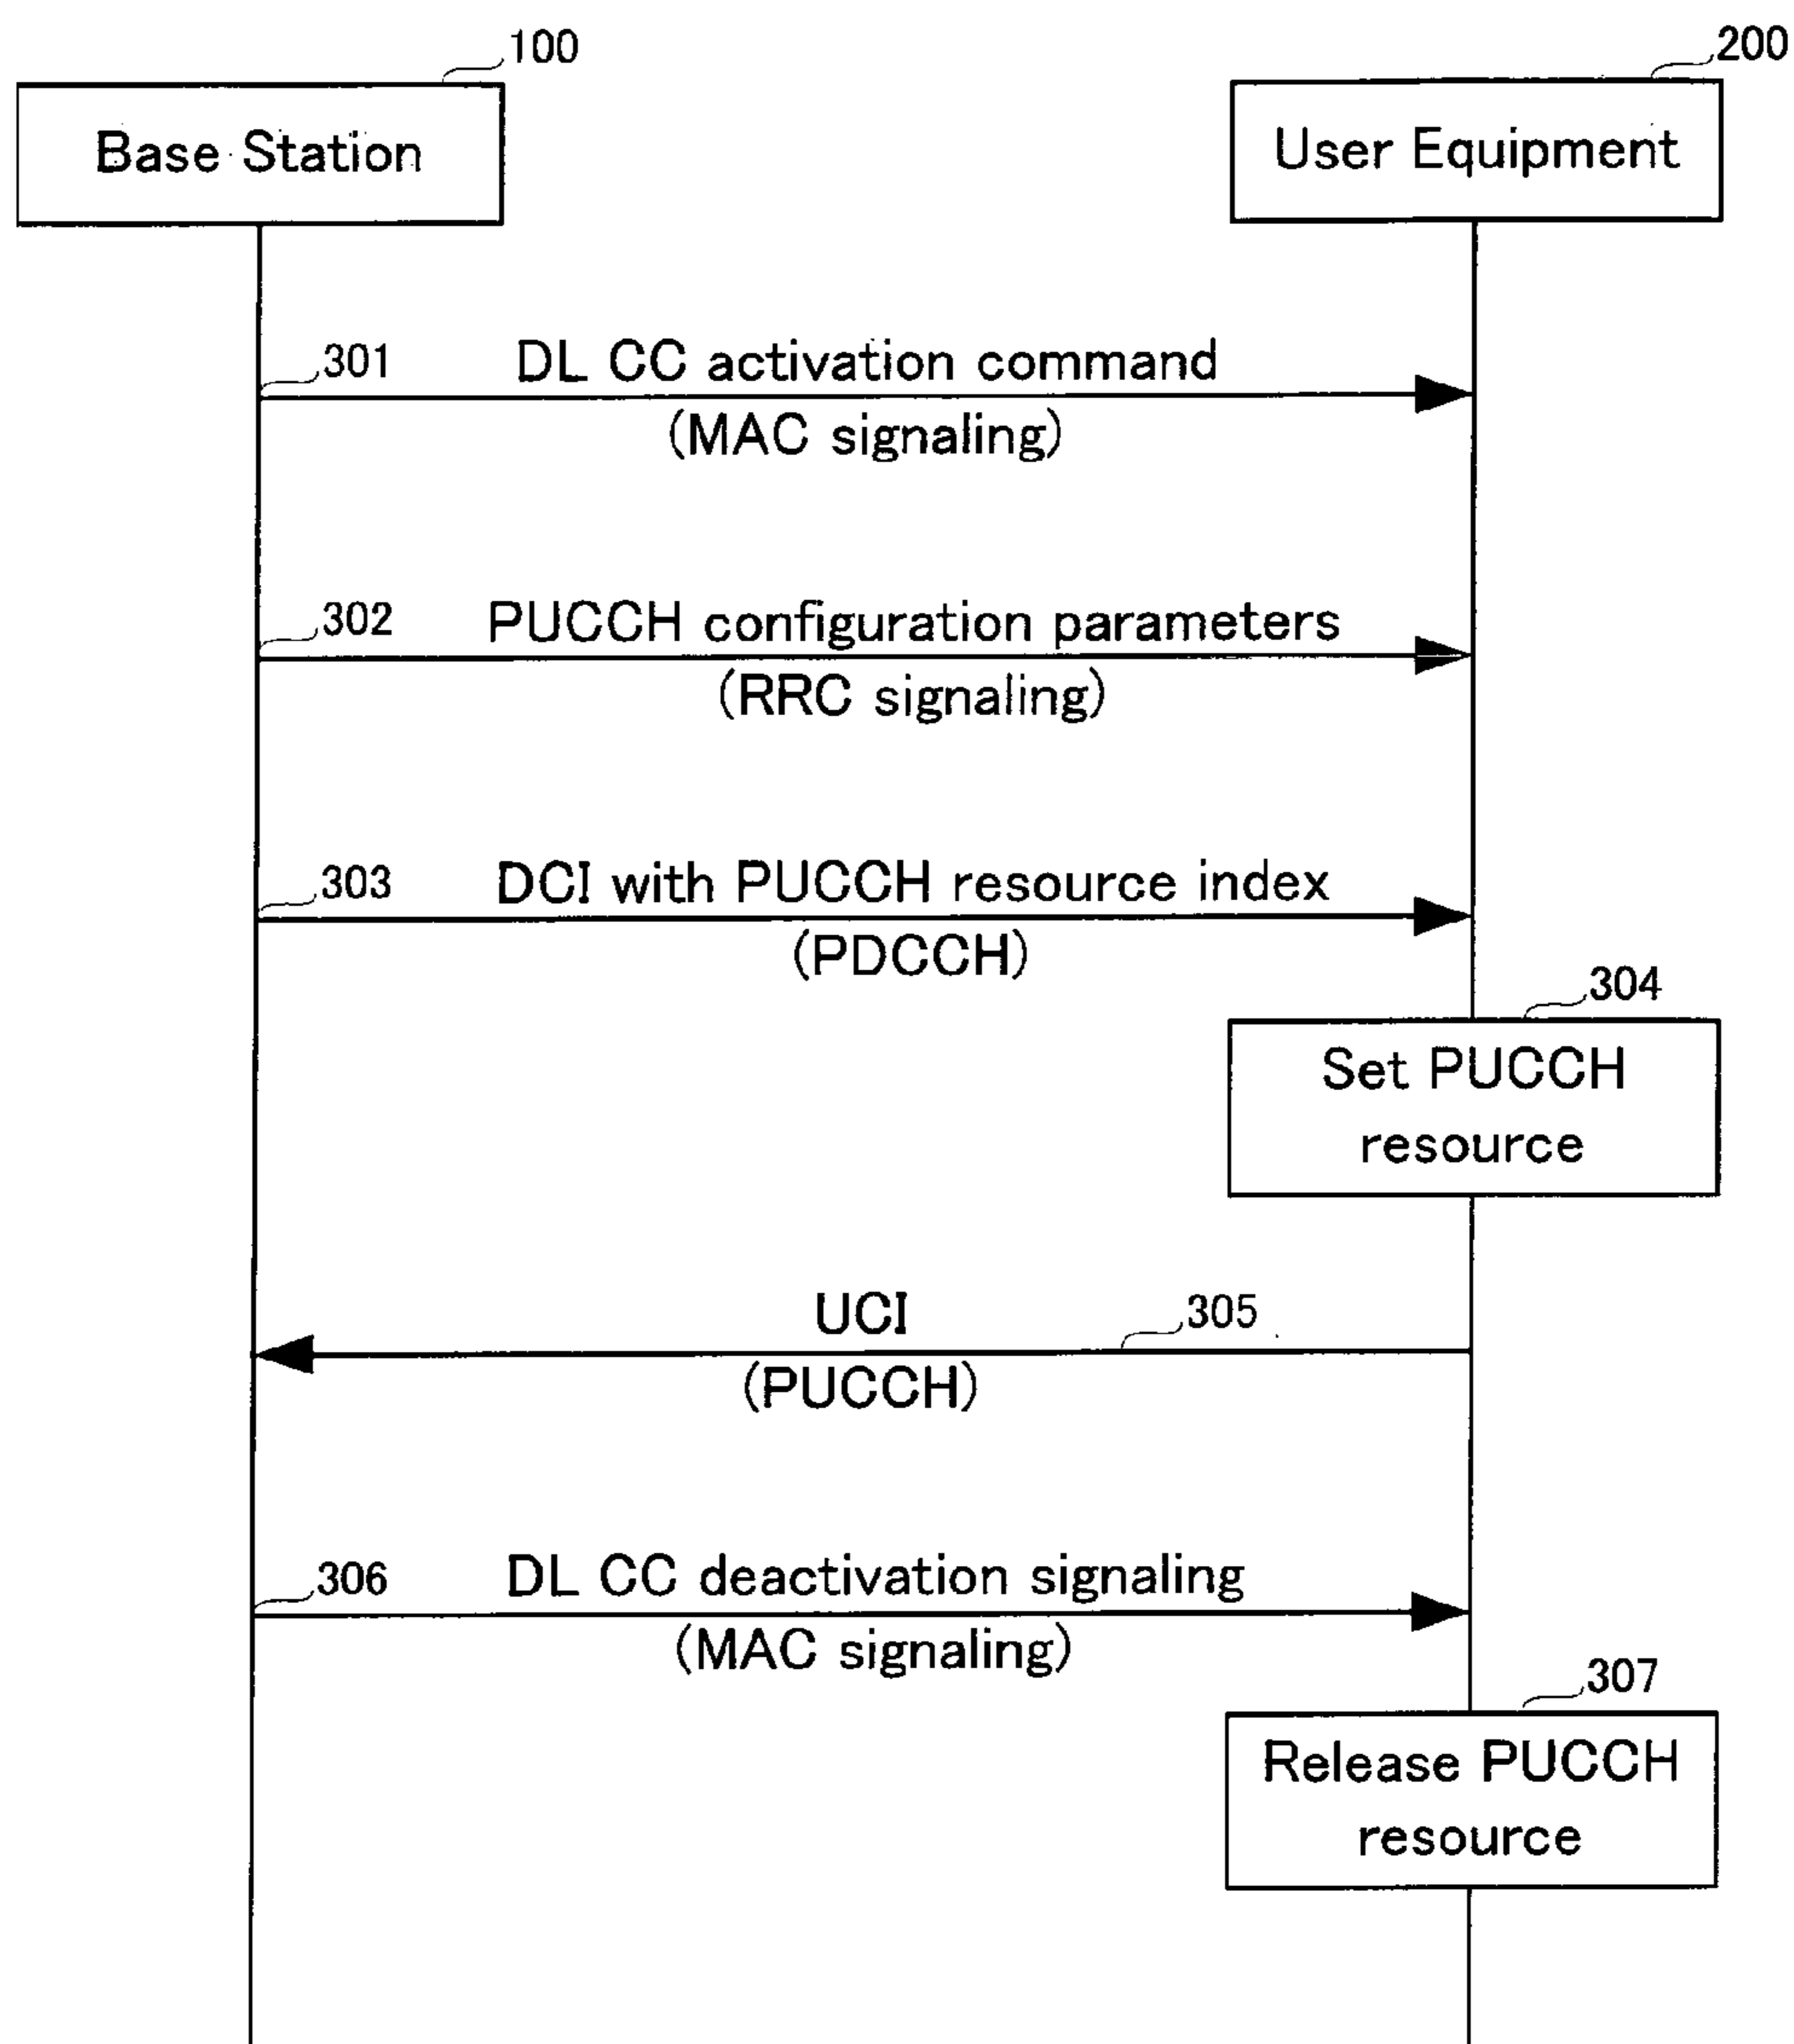 100
200
Base Station
User Equipment
301
DL CC activation command
(MAC signaling)
302
PUCCH configuration parameters
(RRC signaling)
303
DCI with PUCCH resource index
(PDCCH)
304
Set PUCCH
resource
UCI
305
(PUCCH)
306
DL CC deactivation signaling
(MAC signaling)
307
Release PUCCH
resource